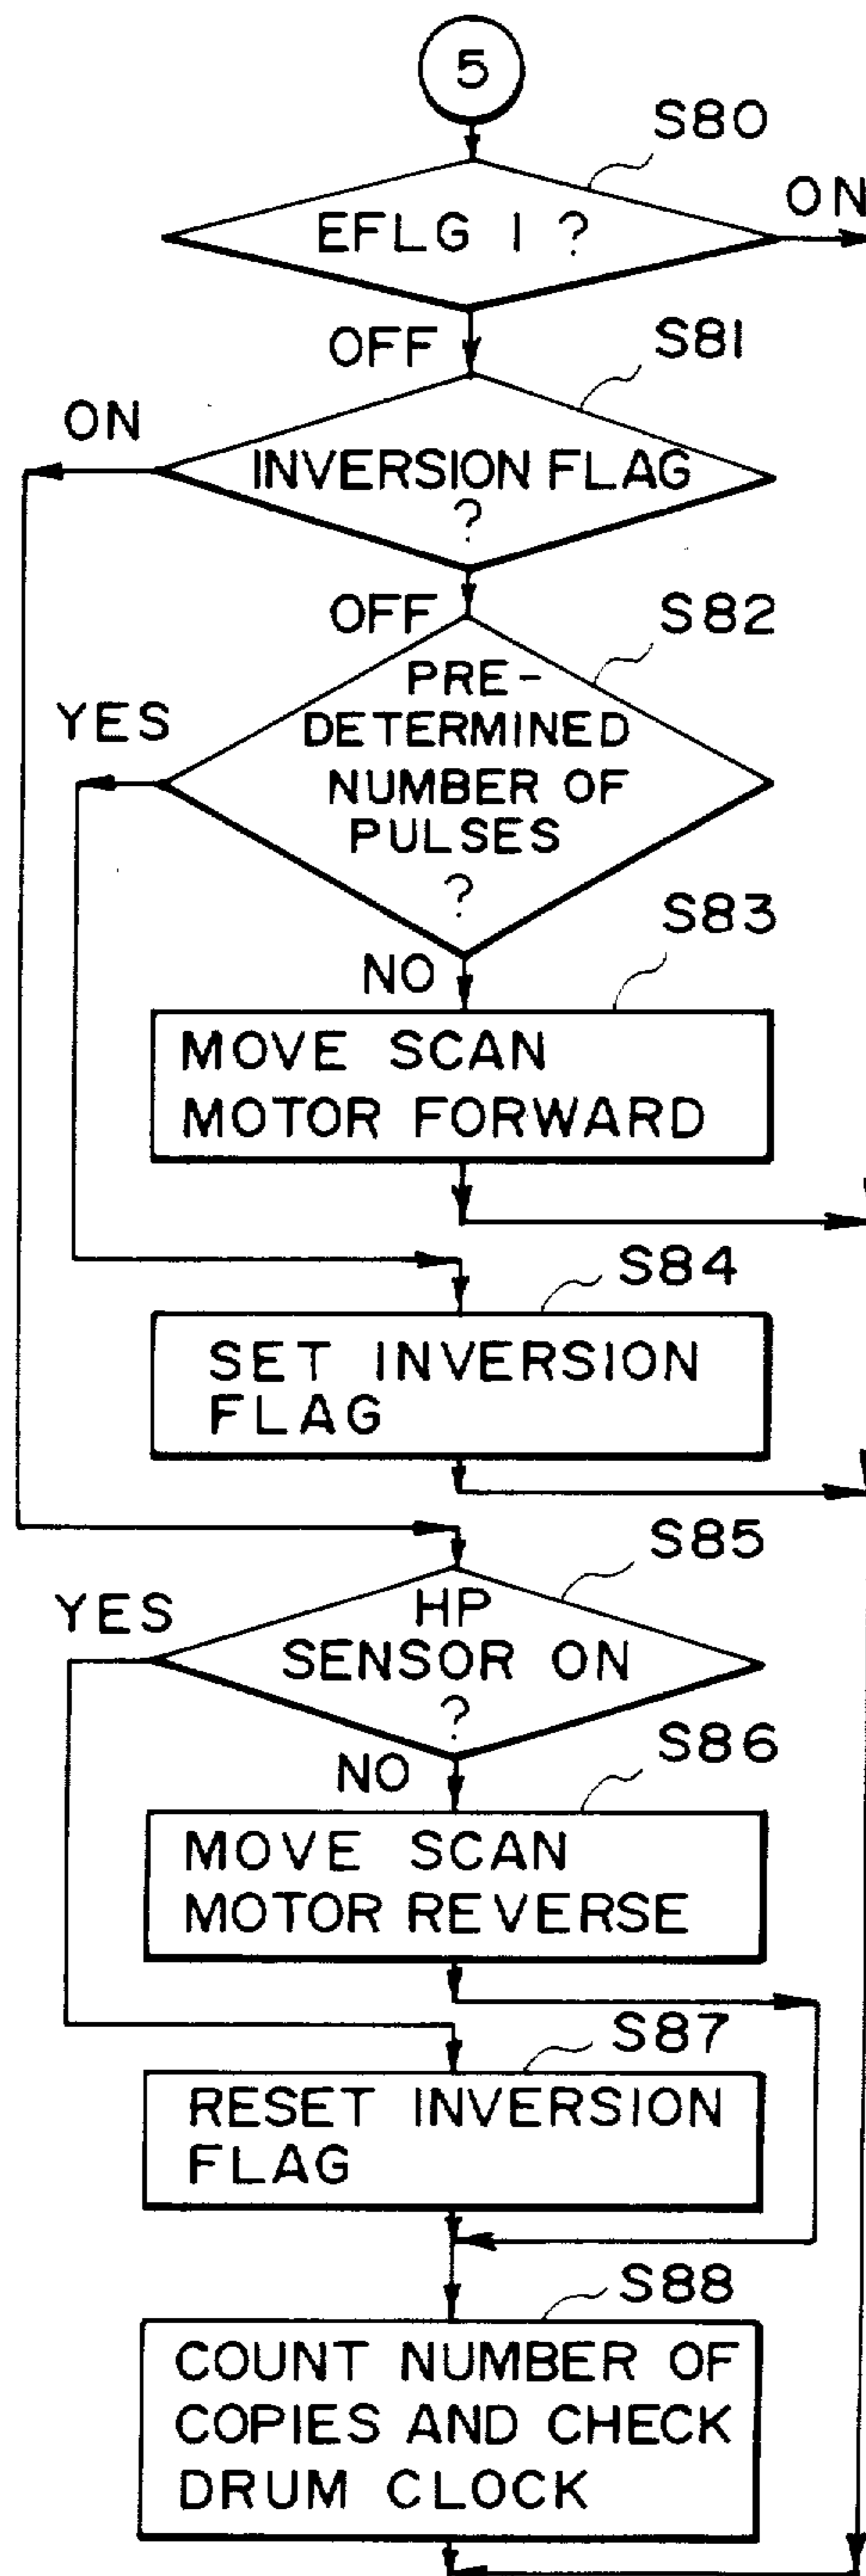 5
S80
EFLG 1 ?
ON
OFF
S81
ON
INVERSION FLAG
?
OFF
S82
YES
PRE-
DETERMINED
NUMBER OF
PULSES
?
S83
NO
MOVE SCAN
MOTOR FORWARD
S84
SET INVERSION
FLAG
S85
YES
HP
SENSOR ON
?
S86
NO
MOVE SCAN
MOTOR REVERSE
S87
RESET INVERSION
FLAG
S88
COUNT NUMBER OF
COPIES AND CHECK
DRUM CLOCK